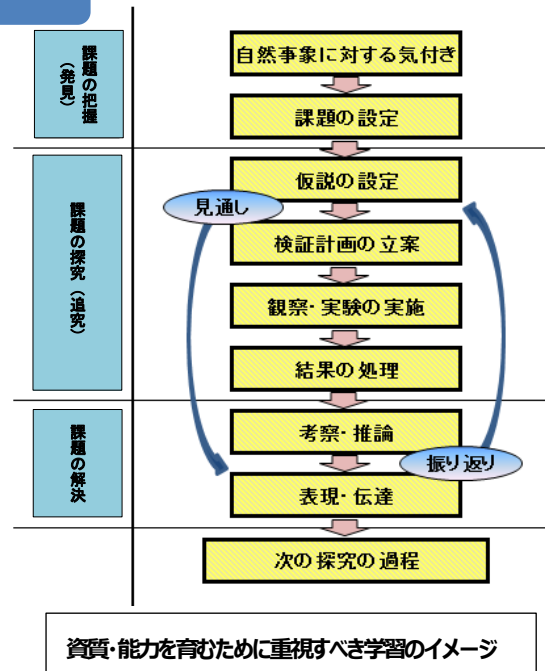 課題の把握
（発見）
自然事象に対する気付き
課題の設定
課題の探究（追究）
仮説の設定
見通し
検証計画の立案
観察・実験の実施
結果の処理
課題の解決
考察・推論
振り返り
表現・伝達
次の探究の過程
資質・能力を育むために重視すべき学習のイメージ